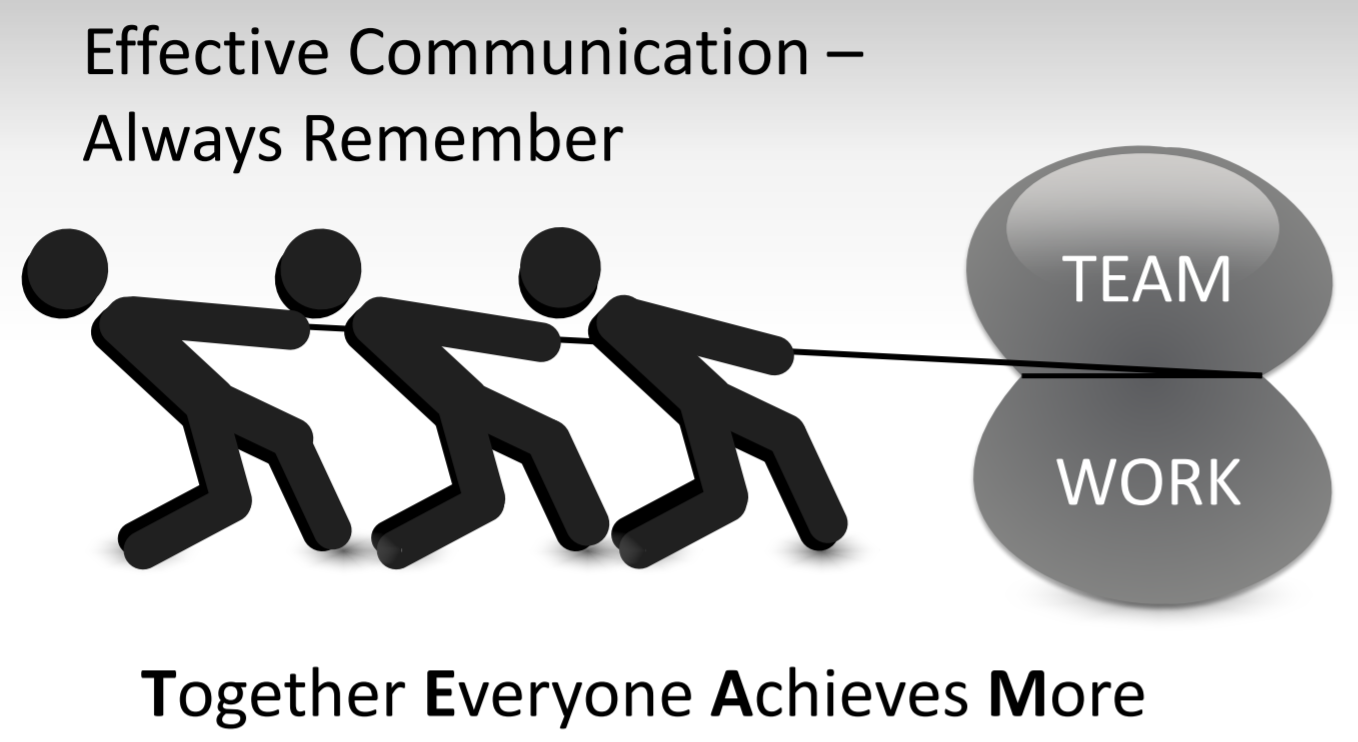 Effective Communication –
Always Remember
TEAM
WORK
Together Everyone Achieves More